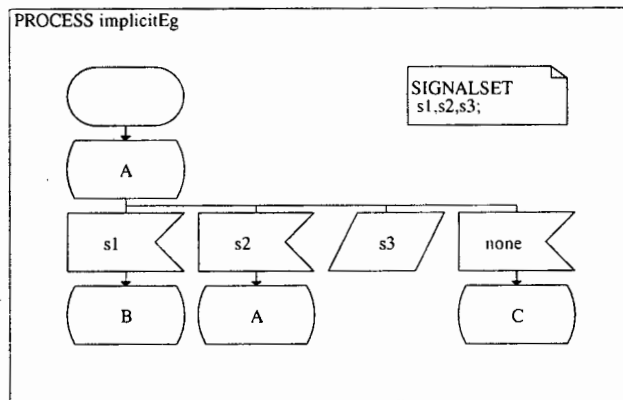 PROCESS implicitEg
SIGNALSET
s1,s2,s3;
A
s1
s2
s3
none
B
A
C